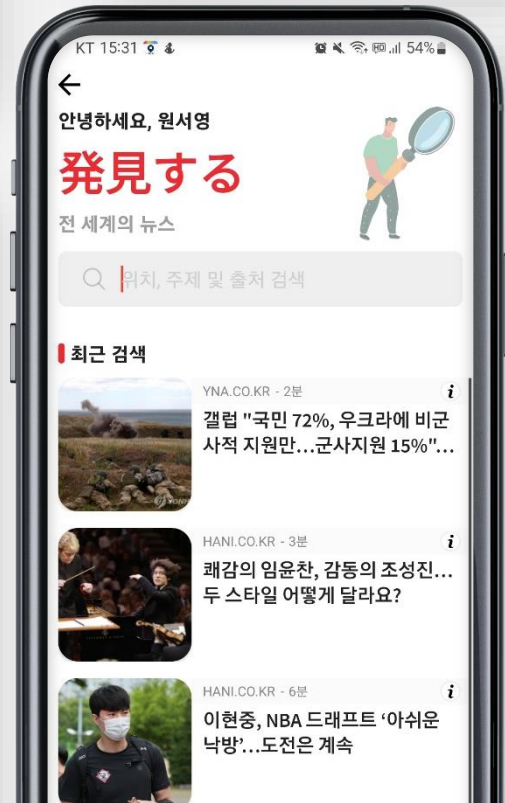 KT 15:31
54%
안녕하세요, 원서영
発見する
전 세계의 뉴스
위치, 주제 및 출처 검색
최근 검색
YNA.CO.KR - 2분
갤럽 "국민 72%, 우크라에 비군
사적 지원만…군사지원 15%"…
HANI.CO.KR - 3분
쾌감의 임윤찬, 감동의 조성진…
두 스타일 어떻게 달라요?
HANI.CO.KR - 6분
이현중, NBA 드래프트 ‘아쉬운
낙방’…도전은 계속